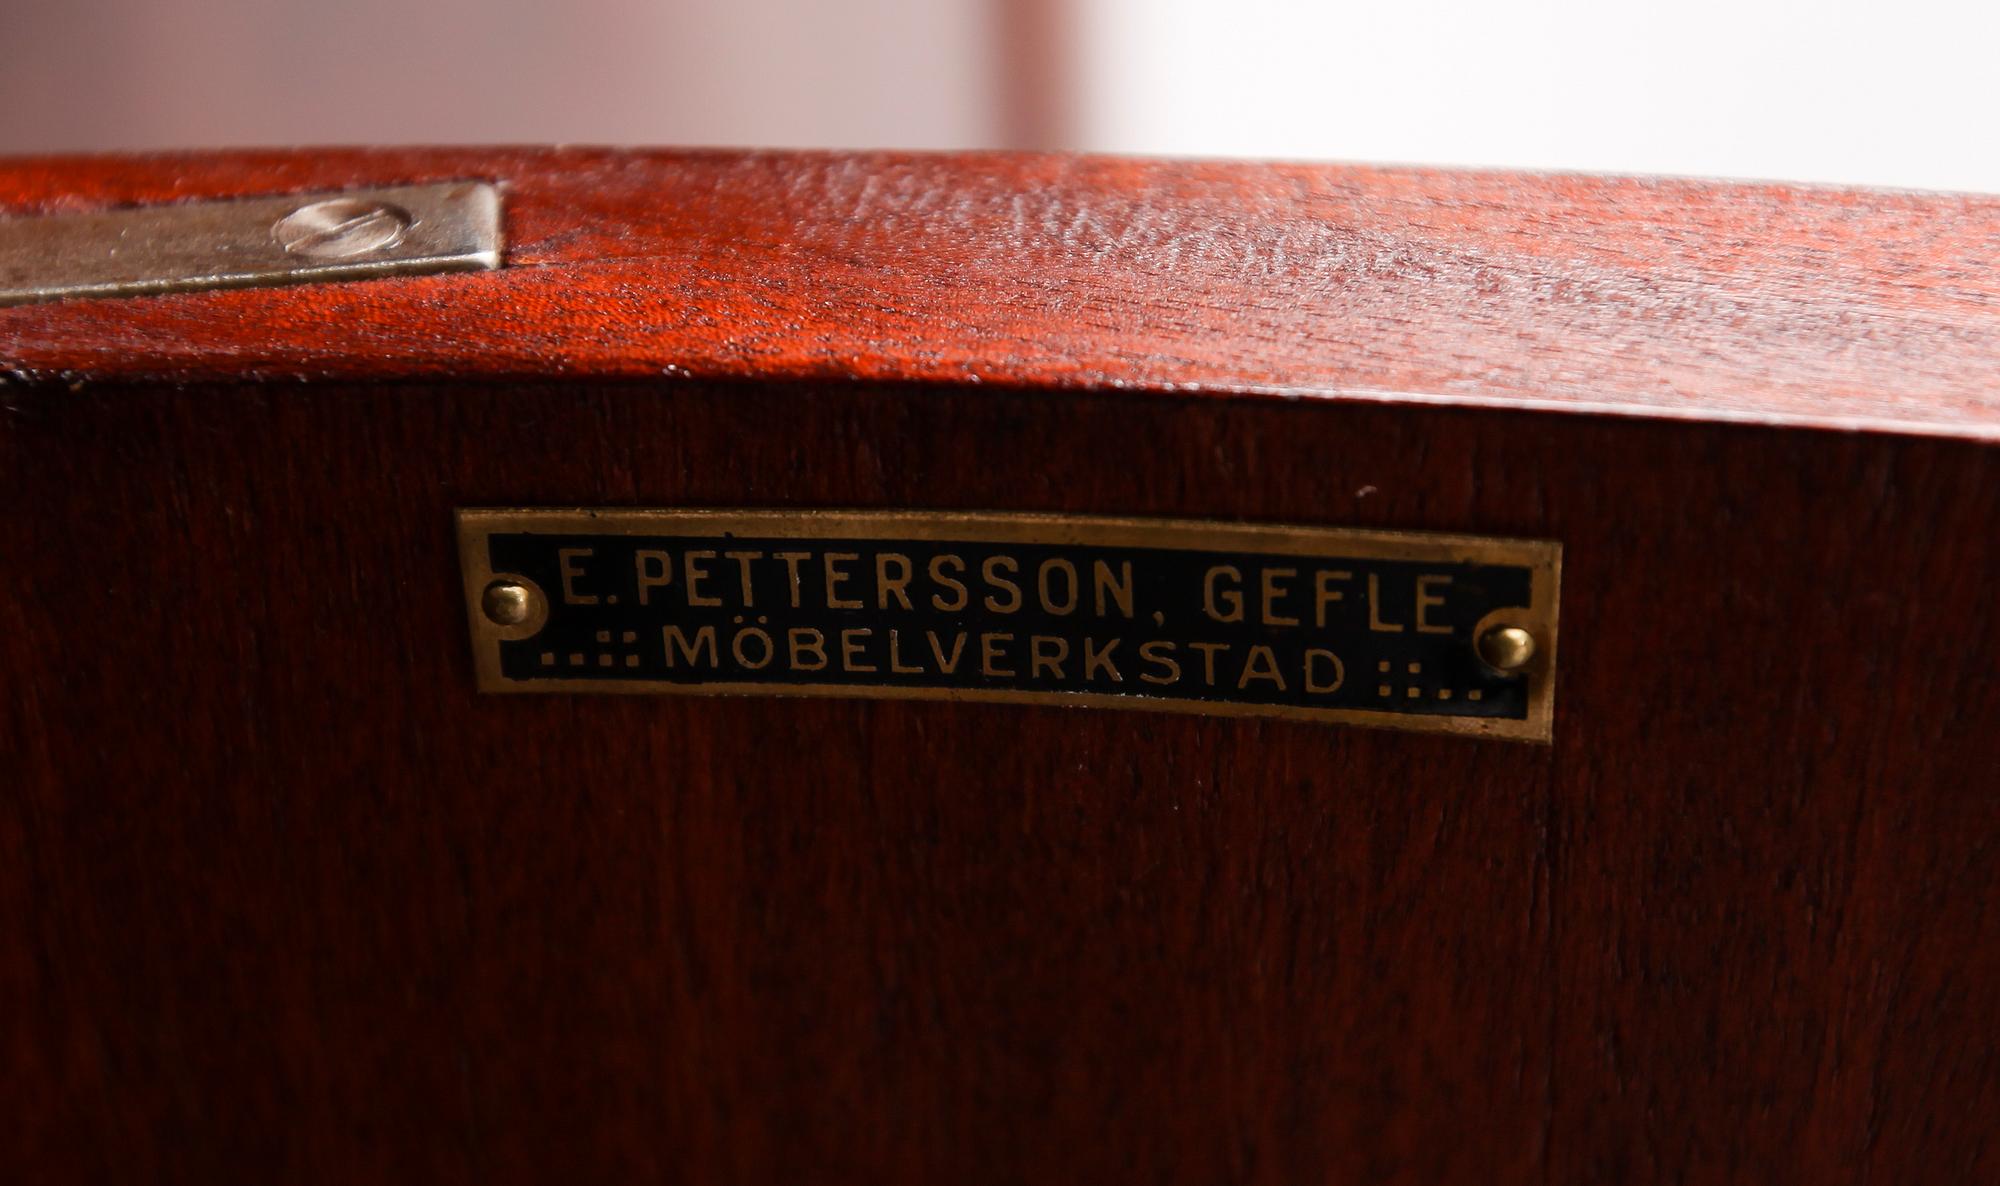 E. PETTERSSON, GEFLE
..:: MÖBELVERKSTAD ::..